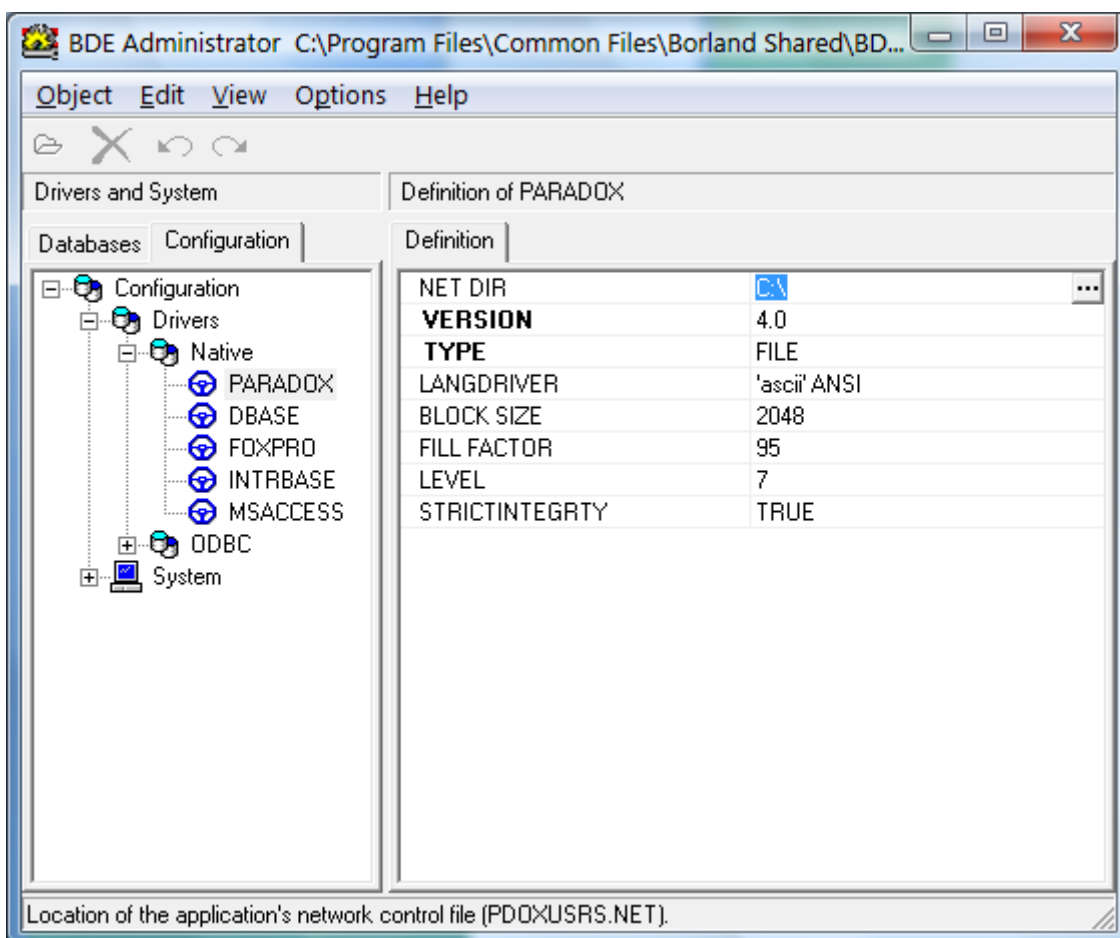 BDE Administrator C:\Program Files\Common Files\Borland Shared\BD...
Object Edit View Options Help
Drivers and System
Definition of PARADOX
Databases Configuration
Definition
Configuration
Drivers
Native
PARADOX
DBASE
FOXPRO
INTRBASE
MSACCESS
ODBC
System
NET DIR C:\ ...
VERSION 4.0
TYPE FILE
LANGDRIVER 'ascii' ANSI
BLOCK SIZE 2048
FILL FACTOR 95
LEVEL 7
STRICTINTEGRTY TRUE
Location of the application's network control file (PDOXUSRS.NET).